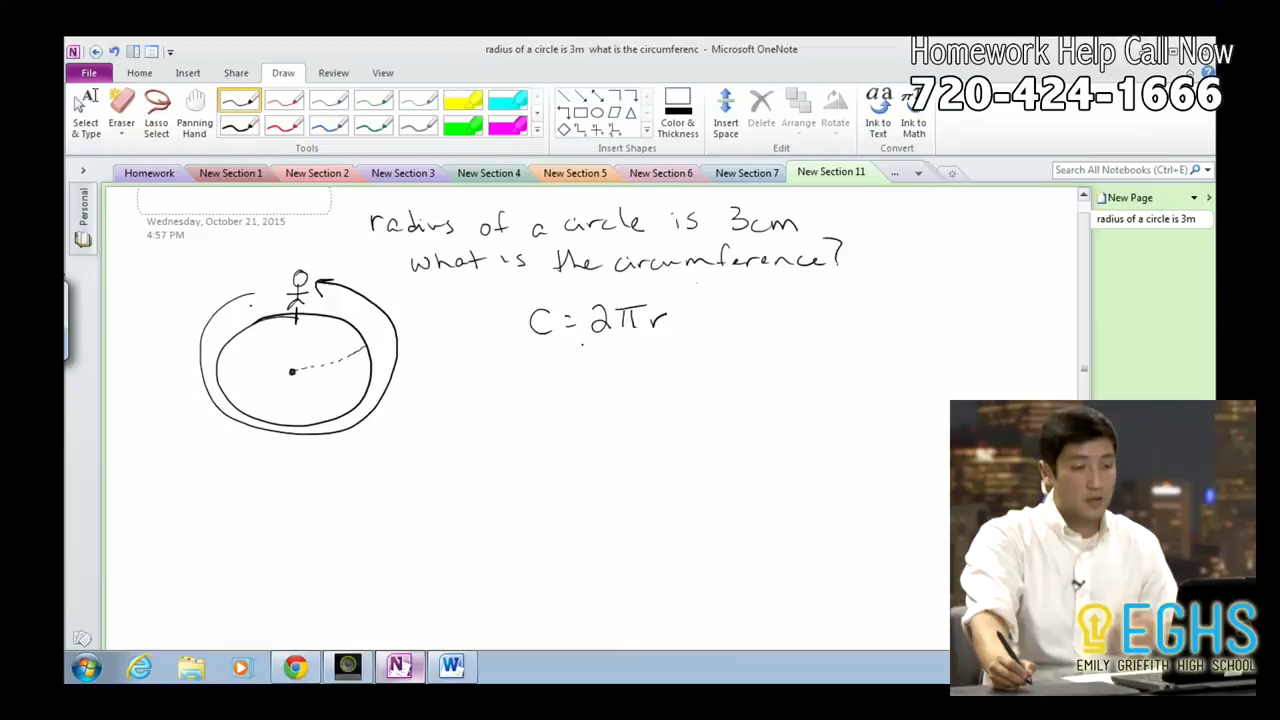 radius of a circle is 3m  what is the circumferenc  -  Microsoft OneNote
Homework Help Call-Now
720-424-1666
File Home Insert Share Draw Review View
Select & Type
Eraser
Lasso Select
Panning Hand
Color & Thickness
Insert Space
Delete
Arrange
Rotate
Ink to Text
Ink to Math
Tools
Insert Shapes
Edit
Convert
Homework New Section 1 New Section 2 New Section 3 New Section 4 New Section 5 New Section 6 New Section 7 New Section 11 ...
Search All Notebooks (Ctrl+E)
Personal
New Page
radius of a circle is 3m
Wednesday, October 21, 2015
4:57 PM
radius of a circle is 3cm
what is the circumference?
C = 2πr
EGHS
EMILY GRIFFITH HIGH SCHOOL